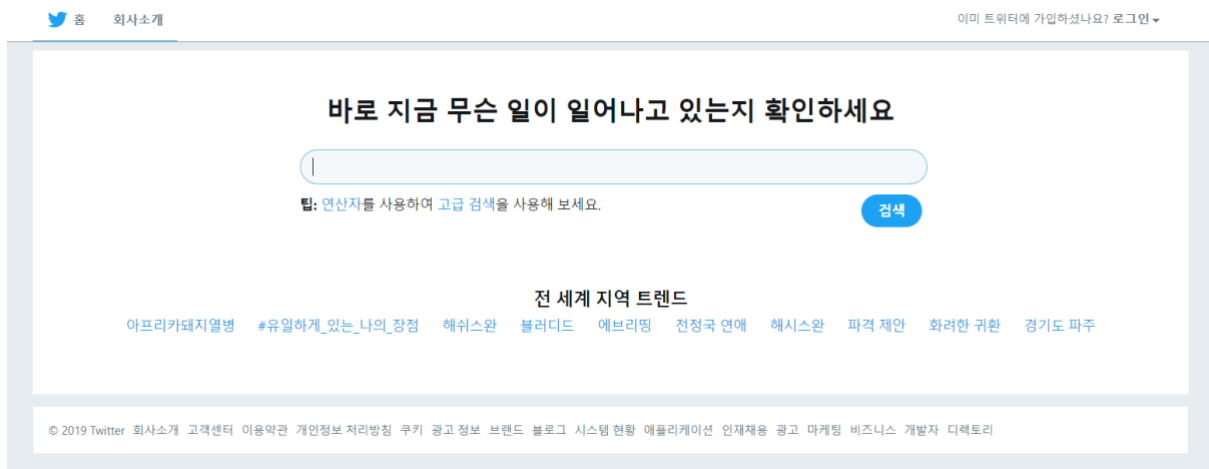 홈 회사소개 이미 트위터에 가입하셨나요? 로그인
바로 지금 무슨 일이 일어나고 있는지 확인하세요
팁: 연산자를 사용하여 고급 검색을 사용해 보세요. 검색
전 세계 지역 트렌드
아프리카돼지열병 #유일하게_있는_나의_장점 해쉬스완 블러디드 에브리띵 전정국 연애 해시스완 파격 제안 화려한 귀환 경기도 파주
© 2019 Twitter 회사소개 고객센터 이용약관 개인정보 처리방침 쿠키 광고 정보 브랜드 블로그 시스템 현황 애플리케이션 인재채용 광고 마케팅 비즈니스 개발자 디렉토리